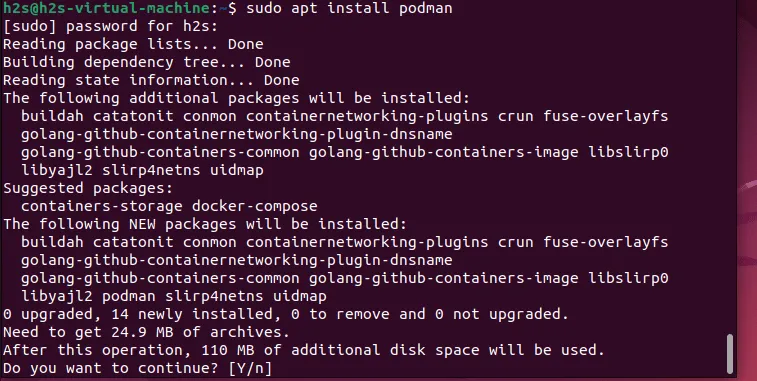 h2s@h2s-virtual-machine:~$ sudo apt install podman
[sudo] password for h2s:
Reading package lists... Done
Building dependency tree... Done
Reading state information... Done
The following additional packages will be installed:
  buildah catatonit conmon containernetworking-plugins crun fuse-overlayfs
  golang-github-containernetworking-plugin-dnsname
  golang-github-containers-common golang-github-containers-image libslirp0
  libyajl2 slirp4netns uidmap
Suggested packages:
  containers-storage docker-compose
The following NEW packages will be installed:
  buildah catatonit conmon containernetworking-plugins crun fuse-overlayfs
  golang-github-containernetworking-plugin-dnsname
  golang-github-containers-common golang-github-containers-image libslirp0
  libyajl2 podman slirp4netns uidmap
0 upgraded, 14 newly installed, 0 to remove and 0 not upgraded.
Need to get 24.9 MB of archives.
After this operation, 110 MB of additional disk space will be used.
Do you want to continue? [Y/n]